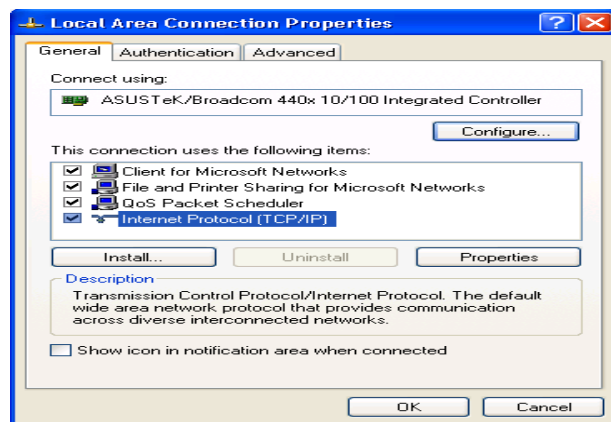 Local Area Connection Properties
General Authentication Advanced
Connect using:
ASUSTeK/Broadcom 440x 10/100 Integrated Controller
Configure...
This connection uses the following items:
Client for Microsoft Networks
File and Printer Sharing for Microsoft Networks
QoS Packet Scheduler
Internet Protocol (TCP/IP)
Install... Uninstall Properties
Description
Transmission Control Protocol/Internet Protocol. The default
wide area network protocol that provides communication
across diverse interconnected networks.
Show icon in notification area when connected
OK Cancel